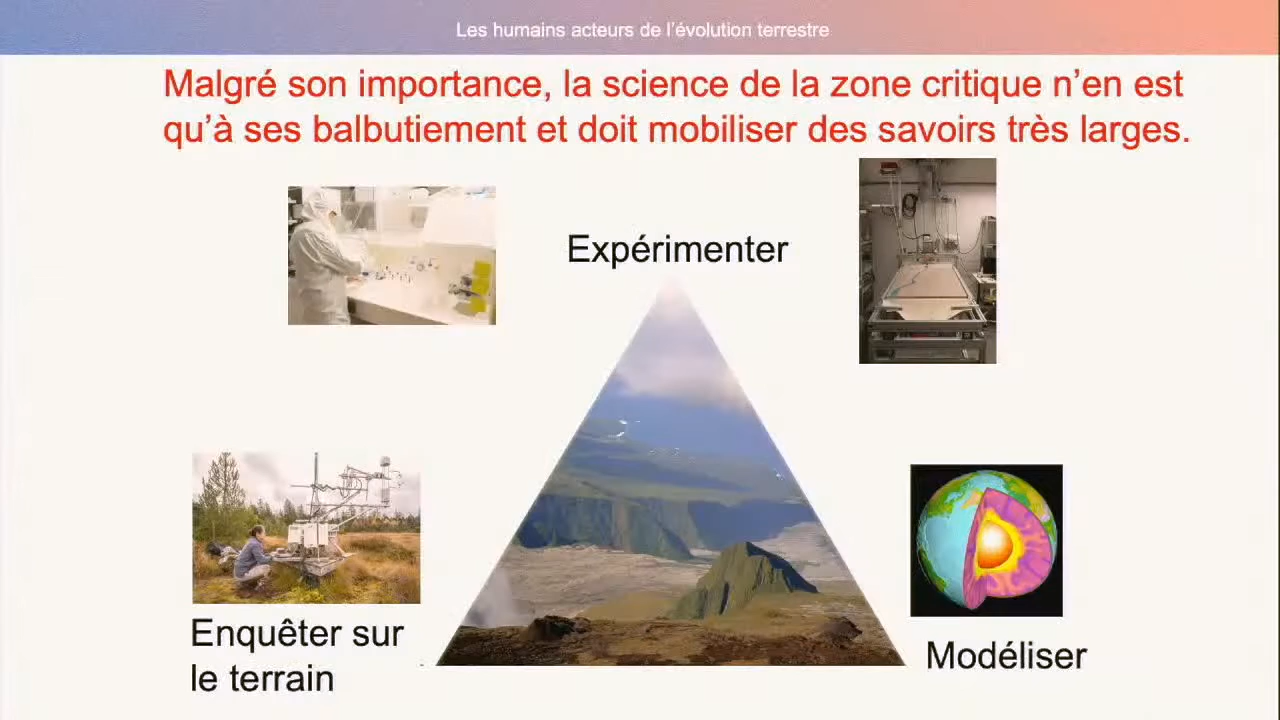 Les humains acteurs de l'évolution terrestre
Malgré son importance, la science de la zone critique n'en est
qu'à ses balbutiement et doit mobiliser des savoirs très larges.
Expérimenter
Enquêter sur
le terrain
Modéliser